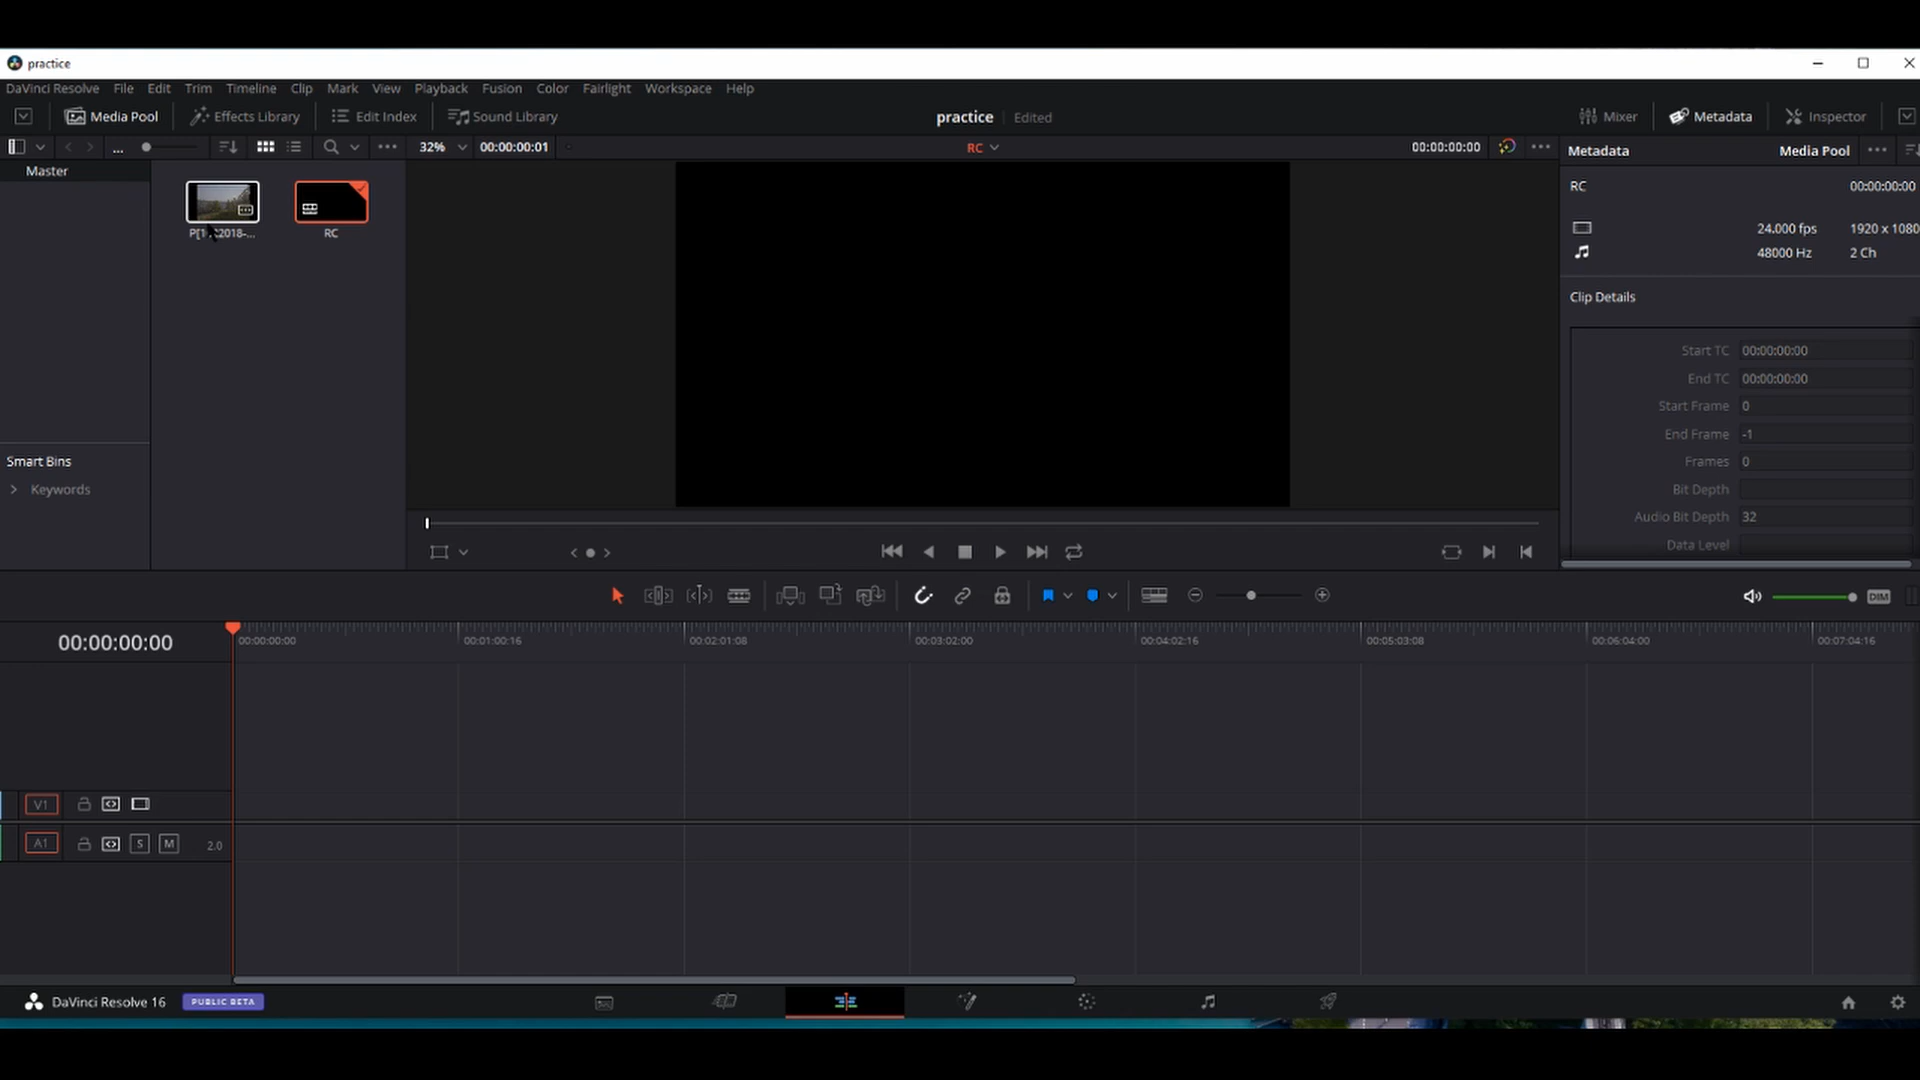 practice
DaVinci Resolve File Edit Trim Timeline Clip Mark View Playback Fusion Color Fairlight Workspace Help
Media Pool Effects Library Edit Index Sound Library practice Edited Mixer Metadata Inspector
... 32% 00:00:00:01 RC 00:00:00:00 Metadata Media Pool
Master
RC 00:00:00:00
RC
24.000 fps 1920 x 1080
48000 Hz 2 Ch
Clip Details
Start TC 00:00:00:00
End TC 00:00:00:00
Start Frame 0
End Frame -1
Smart Bins
Frames 0
Keywords
Bit Depth
Audio Bit Depth 32
Data Level
DIM
00:00:00:00
00:00:00:00 00:01:00:16 00:02:01:08 00:03:02:00 00:04:02:16 00:05:03:08 00:06:04:00 00:07:04:16
V1
A1 S M 2.0
DaVinci Resolve 16 PUBLIC BETA